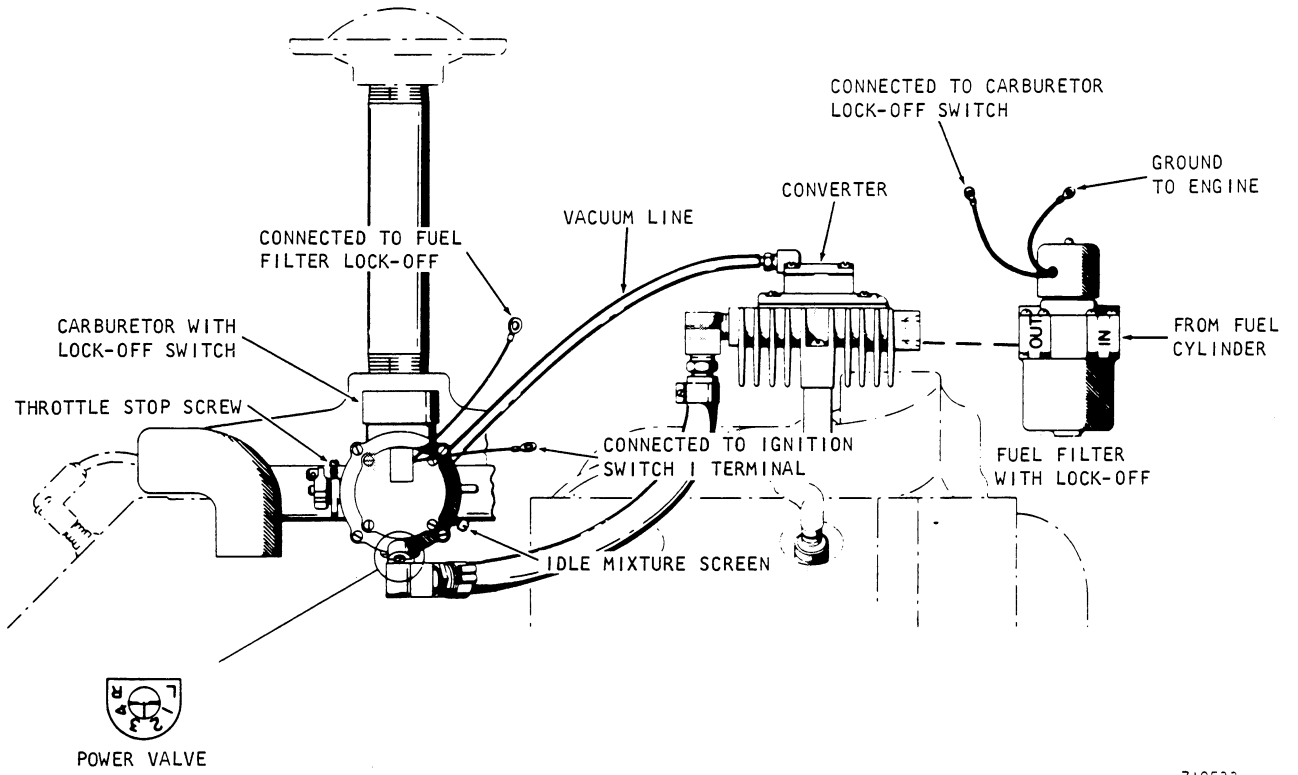 CONNECTED TO CARBURETOR
LOCK-OFF SWITCH
GROUND
TO ENGINE
CONVERTER
VACUUM LINE
CONNECTED TO FUEL
FILTER LOCK-OFF
CARBURETOR WITH
LOCK-OFF SWITCH
OUT
IN
FROM FUEL
CYLINDER
THROTTLE STOP SCREW
CONNECTED TO IGNITION
SWITCH I TERMINAL
FUEL FILTER
WITH LOCK-OFF
IDLE MIXTURE SCREEN
R
L
4
3
2
POWER VALVE